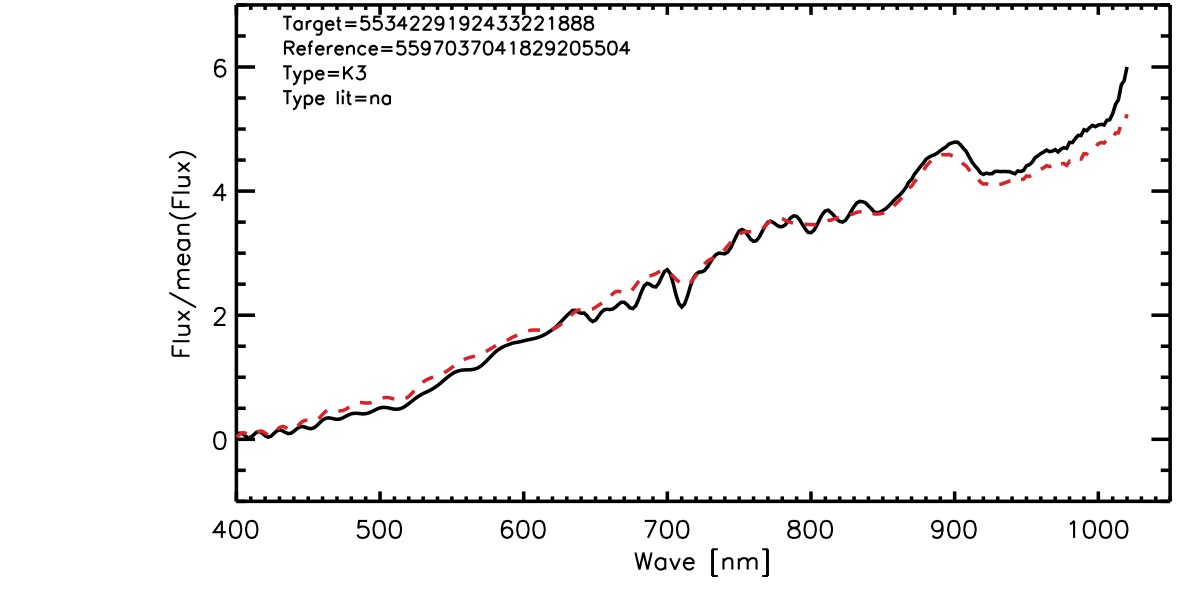 Target=5534229192433221888
Reference=5597037041829205504
Type=K3
Type lit=na
6
4
2
0
Flux/mean(Flux)
400 500 600 700 800 900 1000
Wave [nm]